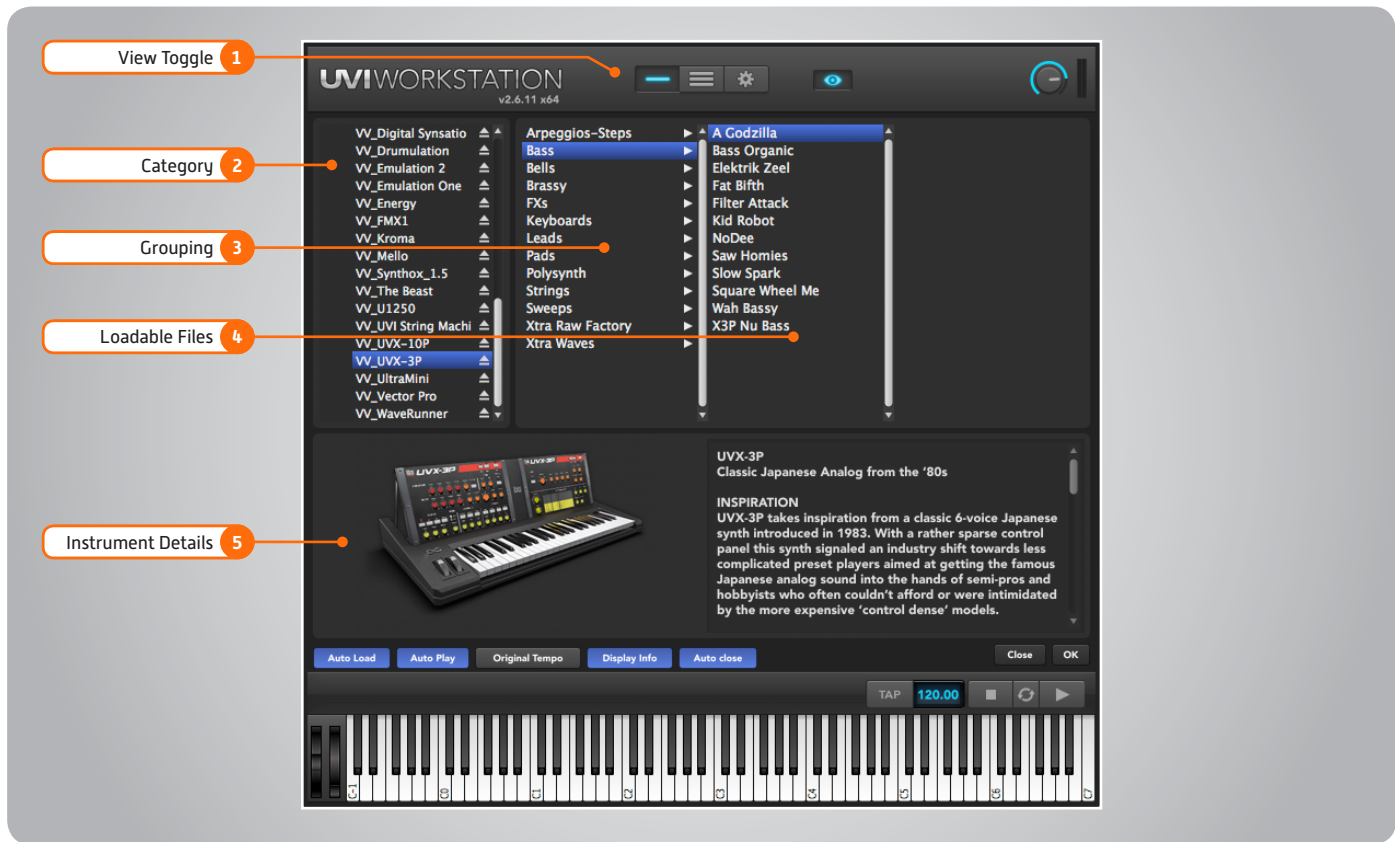 View Toggle 1
Category 2
Grouping 3
Loadable Files 4
Instrument Details 5
UVIWORKSTATION
v2.6.11 x64
VV_Digital Synsatio
VV_Drumulation
VV_Emulation 2
VV_Emulation One
VV_Energy
VV_FMX1
VV_Kroma
VV_Mello
VV_Synthox_1.5
VV_The Beast
VV_U1250
VV_UVI String Machi
VV_UVX-10P
VV_UVX-3P
VV_UltraMini
VV_Vector Pro
VV_WaveRunner
Arpeggios-Steps
Bass
Bells
Brassy
FXs
Keyboards
Leads
Pads
Polysynth
Strings
Sweeps
Xtra Raw Factory
Xtra Waves
A Godzilla
Bass Organic
Elektrik Zeel
Fat Bifth
Filter Attack
Kid Robot
NoDee
Saw Homies
Slow Spark
Square Wheel Me
Wah Bassy
X3P Nu Bass
UVX-3P
UVX-3P
UVX-3P
Classic Japanese Analog from the '80s
INSPIRATION
UVX-3P takes inspiration from a classic 6-voice Japanese
synth introduced in 1983. With a rather sparse control
panel this synth signaled an industry shift towards less
complicated preset players aimed at getting the famous
Japanese analog sound into the hands of semi-pros and
hobbyists who often couldn't afford or were intimidated
by the more expensive 'control dense' models.
Auto Load
Auto Play
Original Tempo
Display Info
Auto close
Close
OK
TAP
120.00
C-1
C0
C1
C2
C3
C4
C5
C6
C7